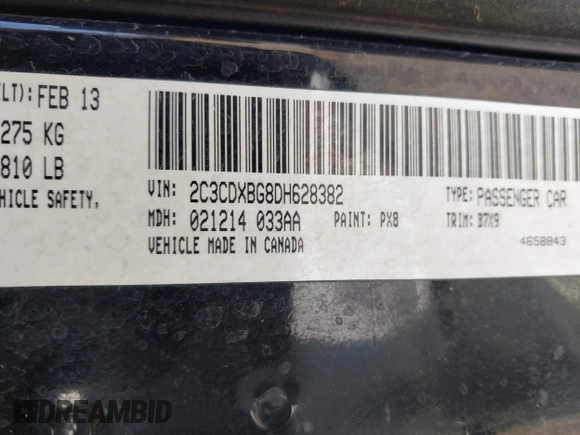 ELT): FEB 13
275 KG
810 LB
HICLE SAFETY,
VIN: 2C3CDXBG8DH628382 TYPE: PASSENGER CAR
MDH: 021214 033AA PAINT: PX8 TRIM: B7X9
VEHICLE MADE IN CANADA 4658843
DREAMBID